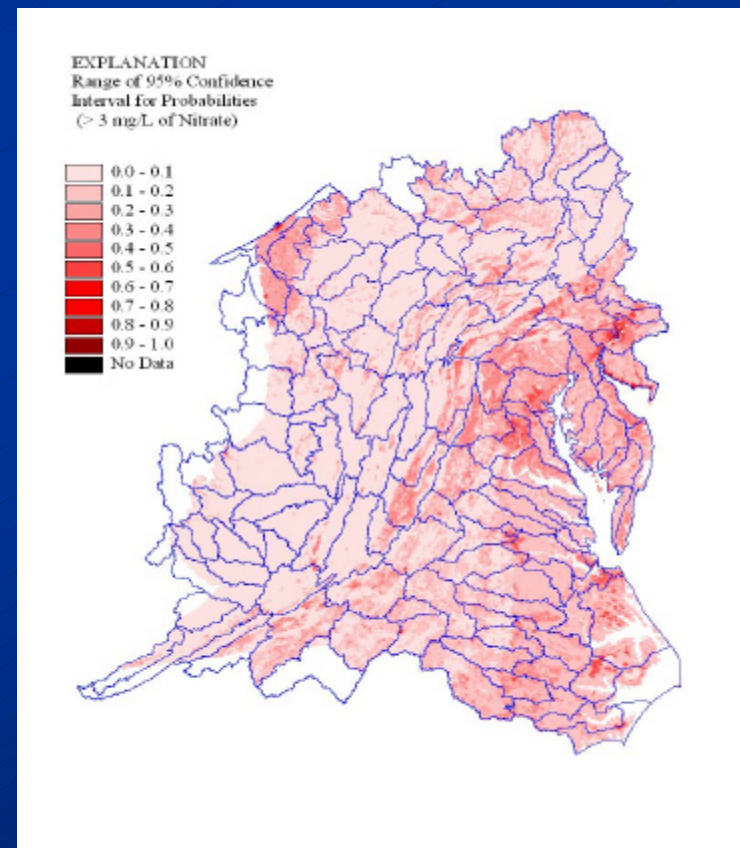 EXPLANATION
Range of 95% Confidence
Interval for Probabilities
(> 3 mg/L of Nitrate)
0.0 - 0.1
0.1 - 0.2
0.2 - 0.3
0.3 - 0.4
0.4 - 0.5
0.5 - 0.6
0.6 - 0.7
0.7 - 0.8
0.8 - 0.9
0.9 - 1.0
No Data